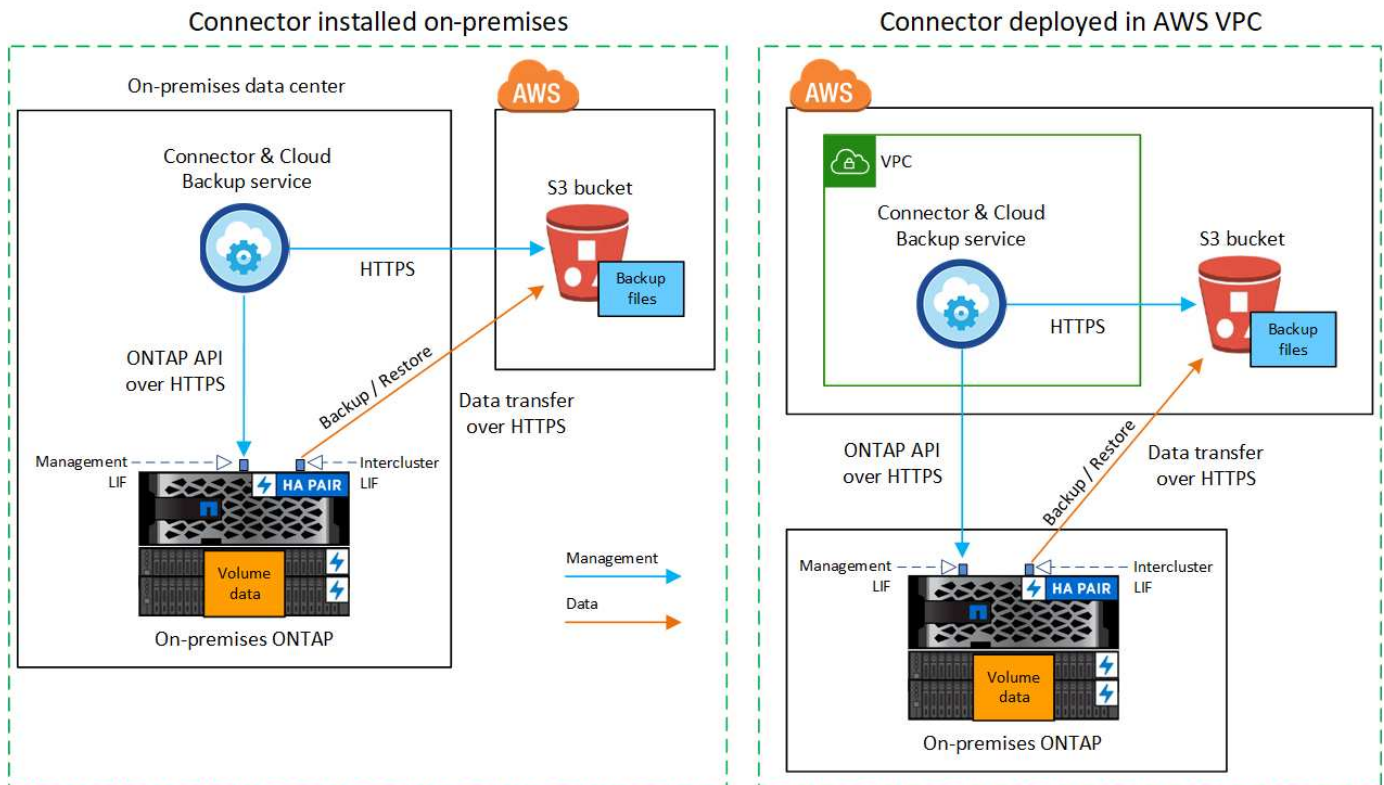 Connector installed on-premises
On-premises data center
AWS
Connector & Cloud
Backup service
S3 bucket
HTTPS
Backup
files
ONTAP API
over HTTPS
Backup / Restore
Data transfer
over HTTPS
Management
LIF
Intercluster
LIF
HA PAIR
Volume
data
On-premises ONTAP
Management
Data
Connector deployed in AWS VPC
AWS
VPC
Connector & Cloud
Backup service
S3 bucket
HTTPS
Backup
files
ONTAP API
over HTTPS
Backup / Restore
Data transfer
over HTTPS
Management
LIF
Intercluster
LIF
HA PAIR
Volume
data
On-premises ONTAP